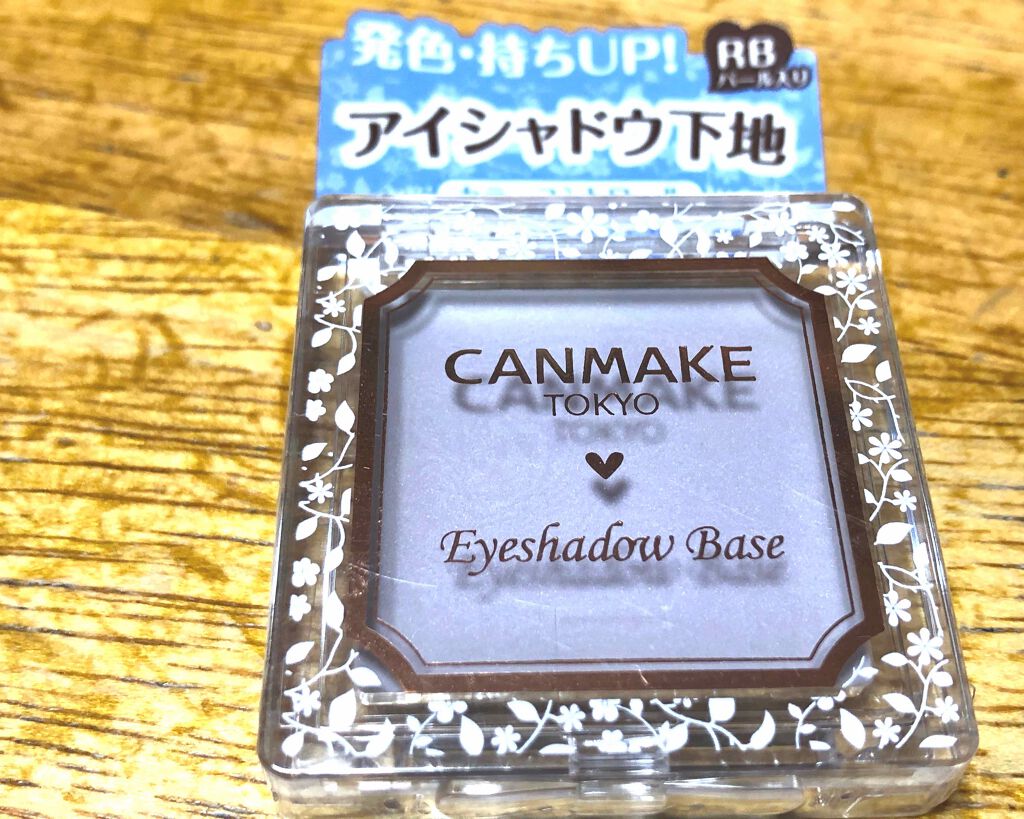 発色・持ちUP!
RB
パール入り
アイシャドウ下地
CANMAKE
TOKYO
Eyeshadow Base